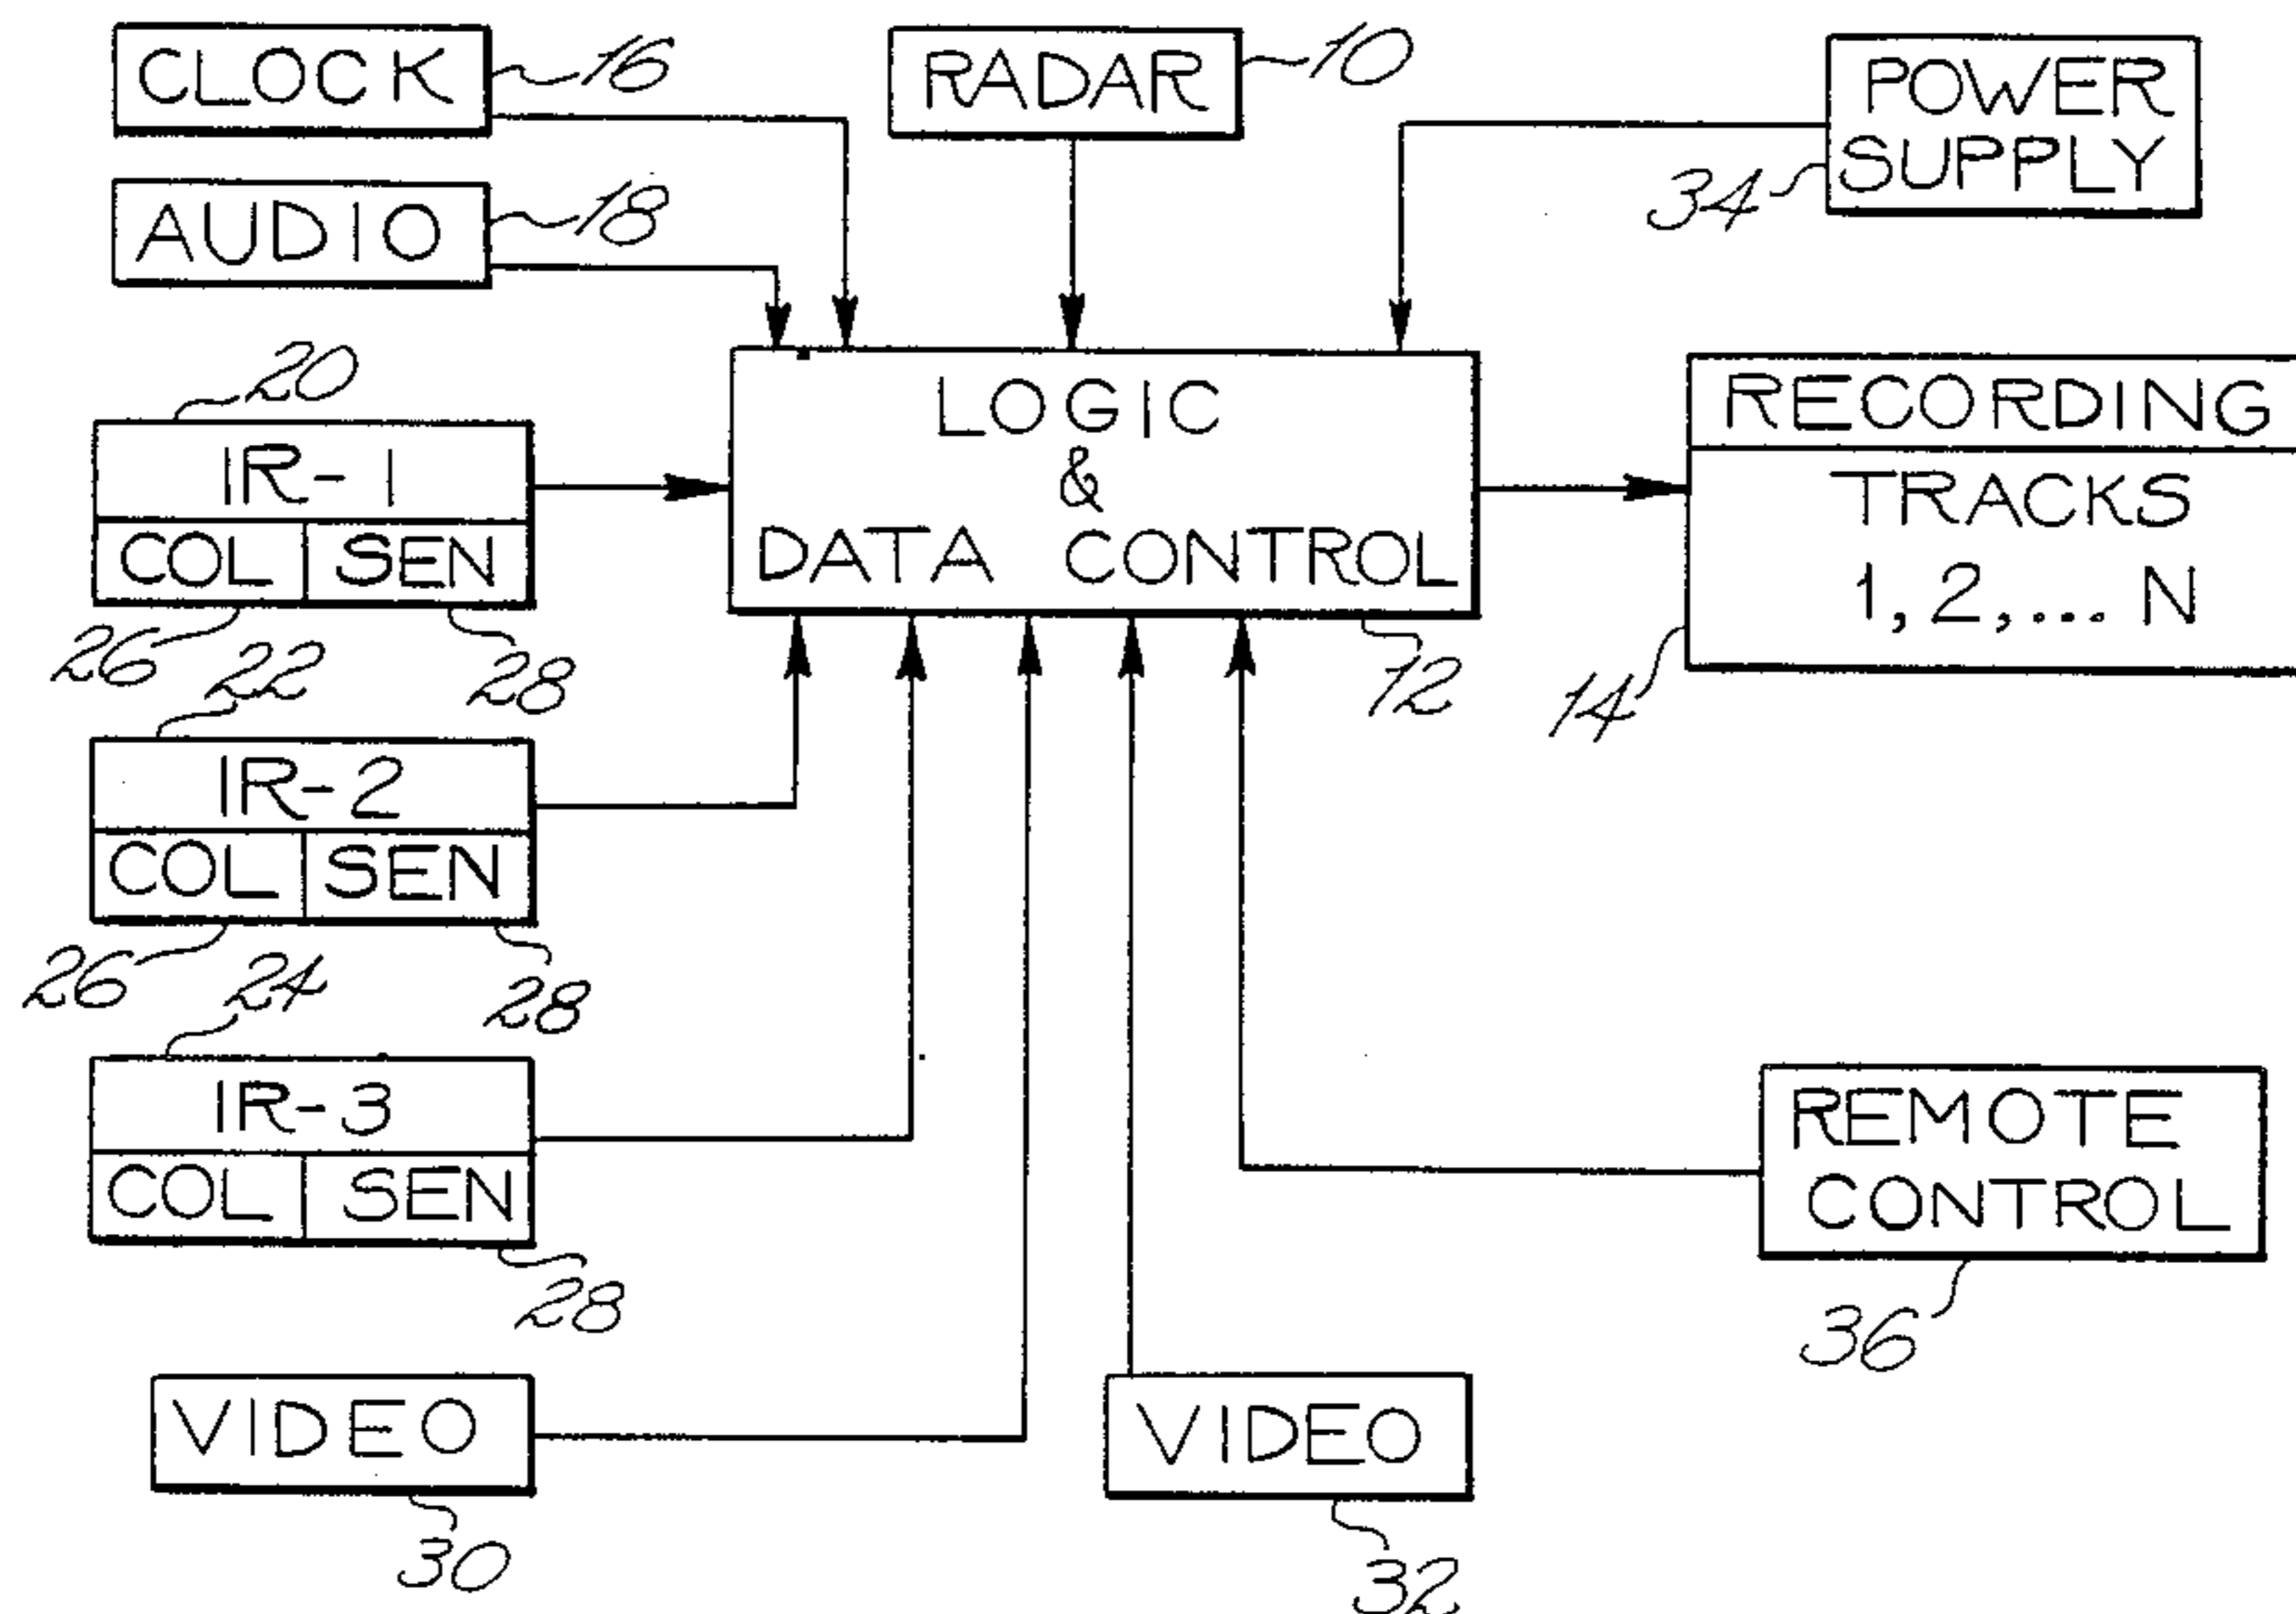 CLOCK
16
RADAR
10
POWER
SUPPLY
34
AUDIO
18
20
IR-1
COL SEN
26
28
LOGIC
&
DATA CONTROL
12
RECORDING
TRACKS
1, 2, ... N
14
22
IR-2
COL SEN
26
28
24
IR-3
COL SEN
28
REMOTE
CONTROL
36
VIDEO
30
VIDEO
32